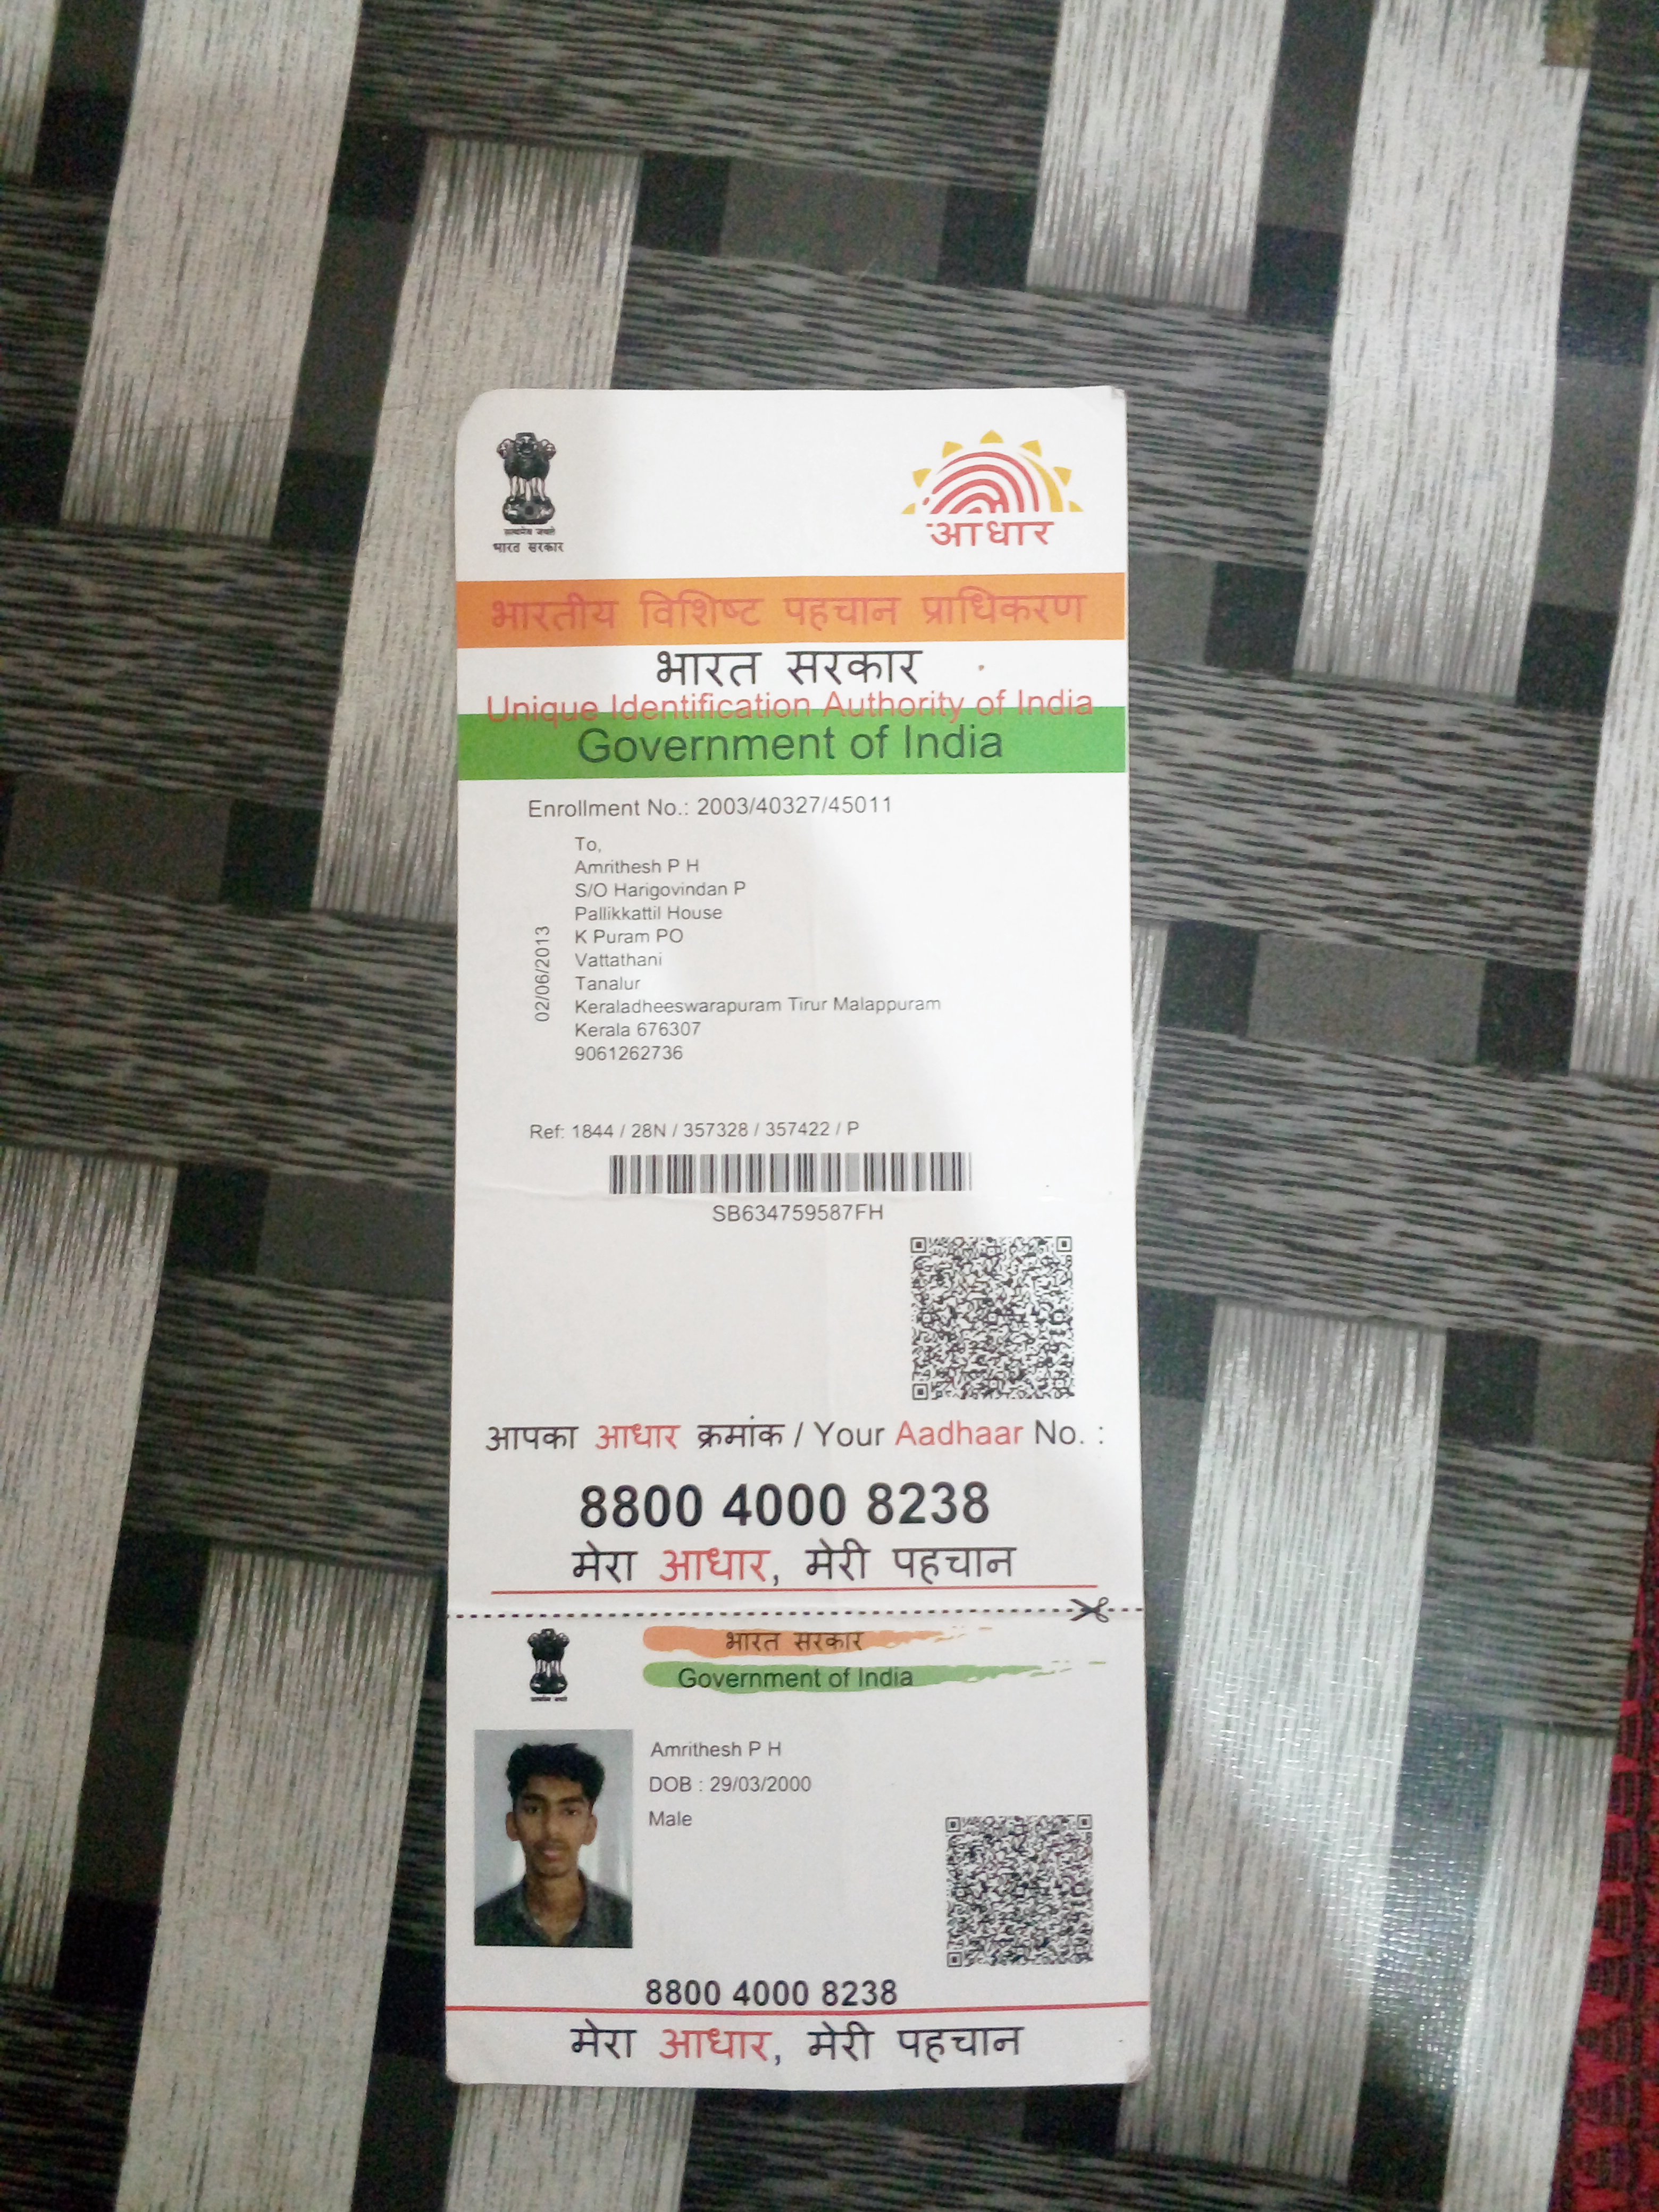 सत्यमेव जयते
भारत सरकार
आधार
भारतीय विशिष्ट पहचान प्राधिकरण
भारत सरकार
Unique Identification Authority of India
Government of India
Enrollment No.: 2003/40327/45011
To,
Amrithesh P H
S/O Harigovindan P
Pallikkattil House
K Puram PO
Vattathani
Tanalur
Keraladheeswarapuram Tirur Malappuram
Kerala 676307
9061262736
02/06/2013
Ref: 1844 / 28N / 357328 / 357422 / P
SB634759587FH
आपका आधार क्रमांक / Your Aadhaar No. :
8800 4000 8238
मेरा आधार, मेरी पहचान
भारत सरकार
Government of India
सत्यमेव जयते
Amrithesh P H
DOB : 29/03/2000
Male
8800 4000 8238
मेरा आधार, मेरी पहचान